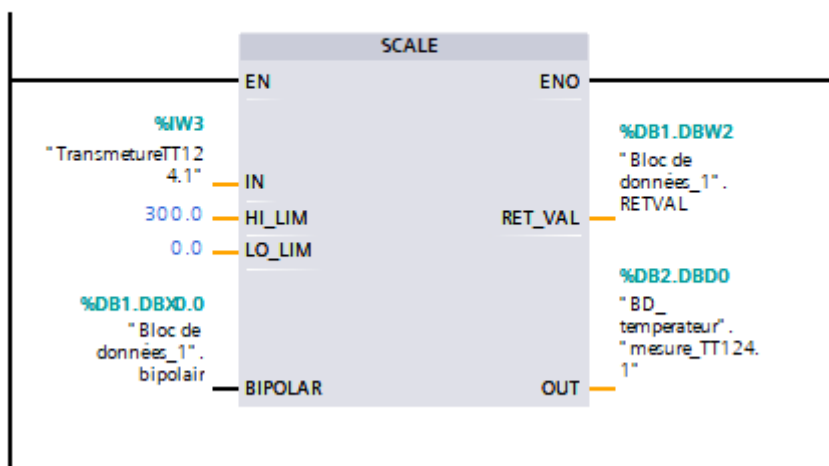 SCALE
EN
ENO
%IW3
"TransmetureTT12
4.1"
IN
300.0
HI_LIM
0.0
LO_LIM
%DB1.DBX0.0
"Bloc de
données_1".
bipolair
BIPOLAR
%DB1.DBW2
"Bloc de
données_1".
RETVAL
RET_VAL
%DB2.DBD0
"BD_
temperateur".
"mesure_TT124.
1"
OUT